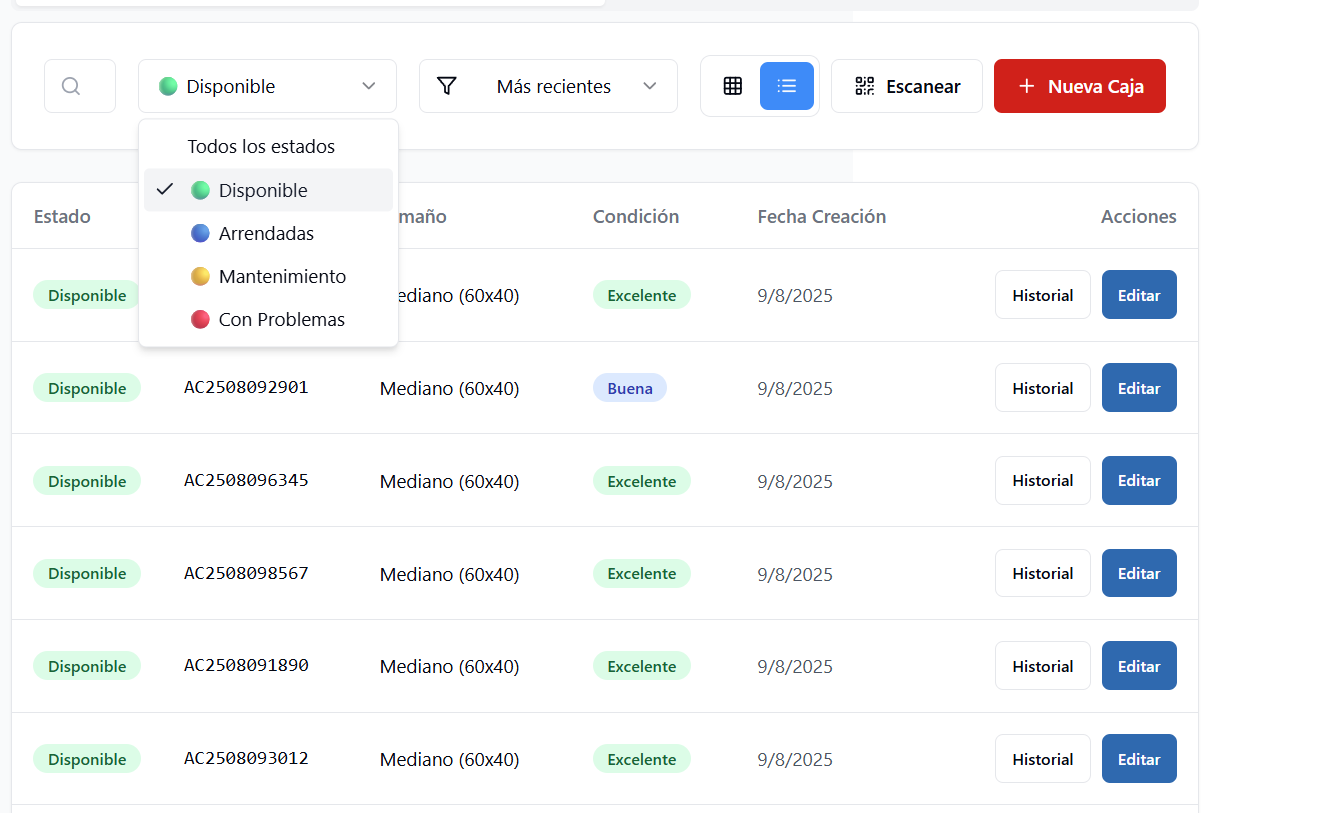 Disponible
Más recientes
Escanear
+ Nueva Caja
Todos los estados
Disponible
Arrendadas
Mantenimiento
Con Problemas
Estado maño Condición Fecha Creación Acciones
Disponible ediano (60x40) Excelente 9/8/2025 Historial Editar
Disponible AC2508092901 Mediano (60x40) Buena 9/8/2025 Historial Editar
Disponible AC2508096345 Mediano (60x40) Excelente 9/8/2025 Historial Editar
Disponible AC2508098567 Mediano (60x40) Excelente 9/8/2025 Historial Editar
Disponible AC2508091890 Mediano (60x40) Excelente 9/8/2025 Historial Editar
Disponible AC2508093012 Mediano (60x40) Excelente 9/8/2025 Historial Editar